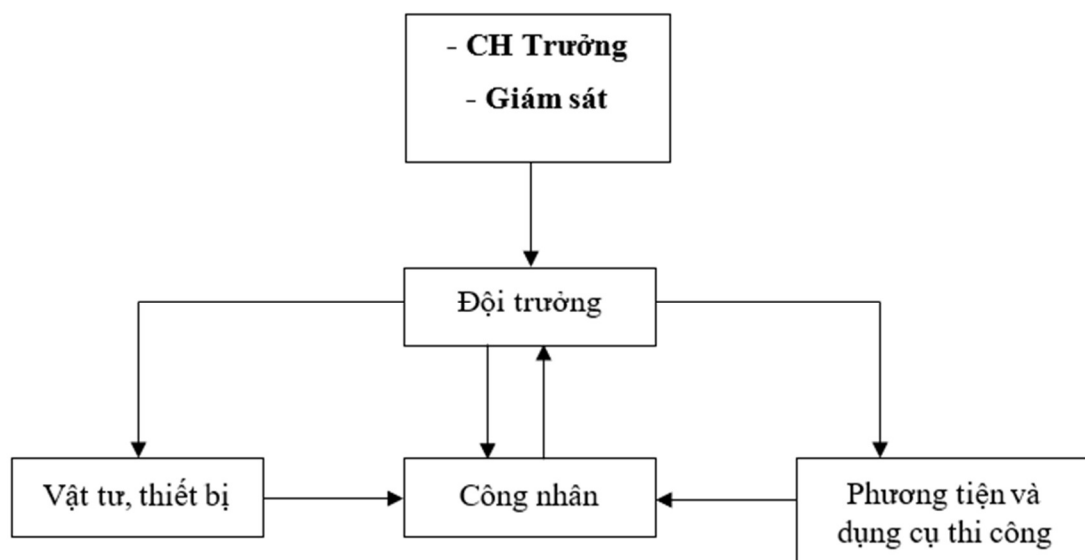 - CH Trưởng
- Giám sát
Đội trưởng
Vật tư, thiết bị
Công nhân
Phương tiện và
dụng cụ thi công